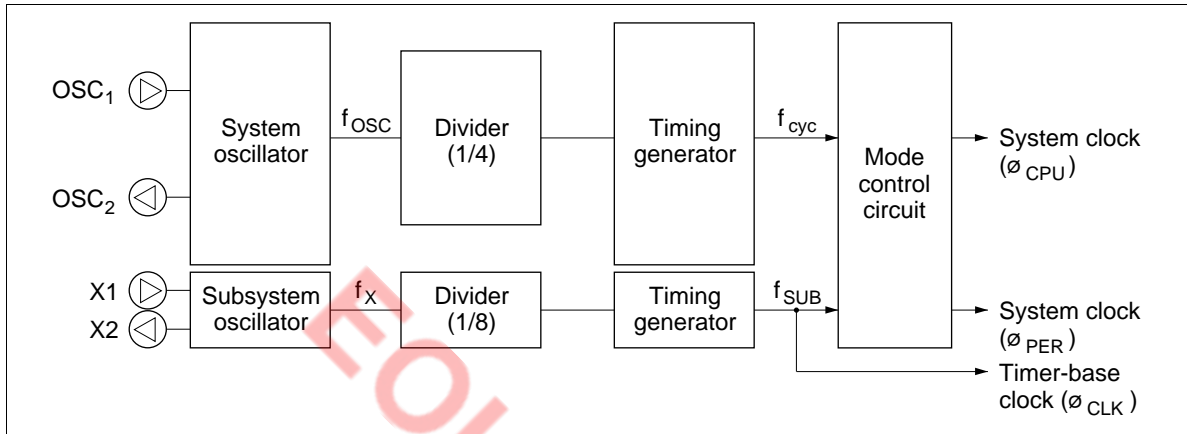 OSC1
OSC2
System
oscillator
fOSC
Divider
(1/4)
Timing
generator
fcyc
Mode
control
circuit
System clock
(ø CPU )
X1
X2
Subsystem
oscillator
fX
Divider
(1/8)
Timing
generator
fSUB
System clock
(ø PER )
Timer-base
clock (ø CLK )